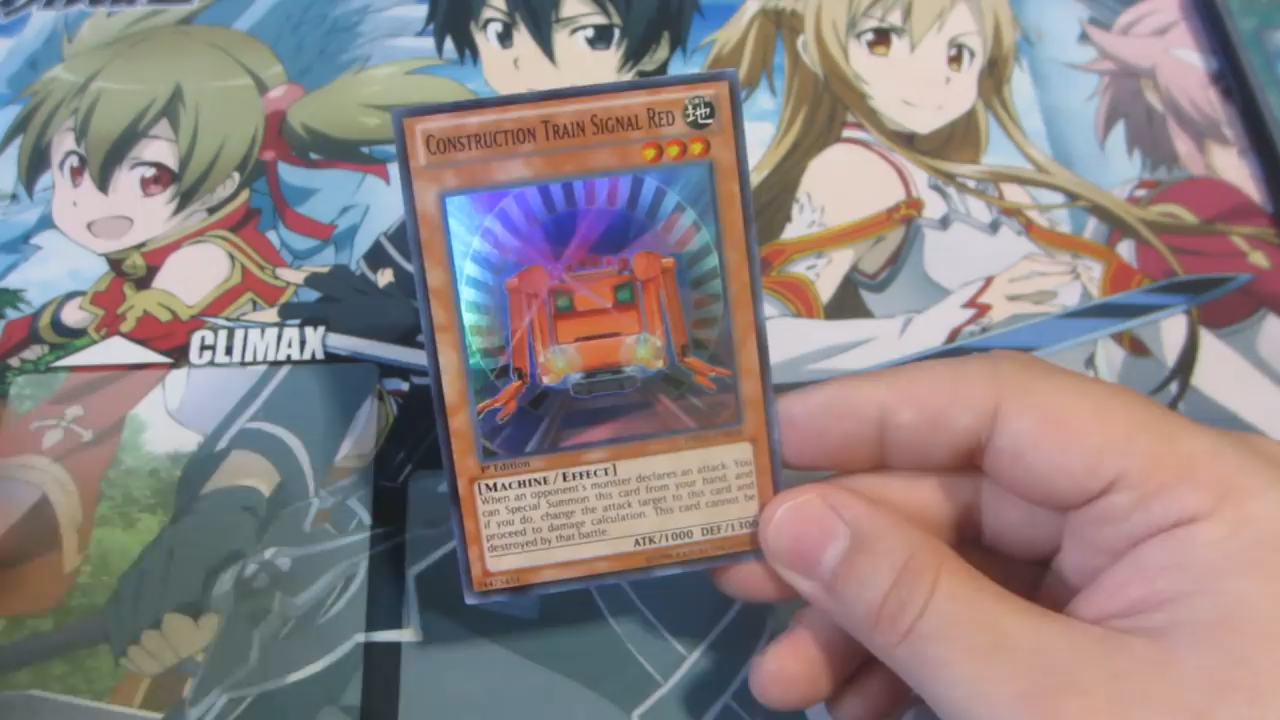 CONSTRUCTION TRAIN SIGNAL RED
地
CLIMAX
1st Edition
[MACHINE/EFFECT]
When an opponent's monster declares an attack. You
can Special Summon this card from your hand, and
if you do, change the attack target to this card and
proceed to damage calculation. This card cannot be
destroyed by that battle.
ATK/1000 DEF/1300